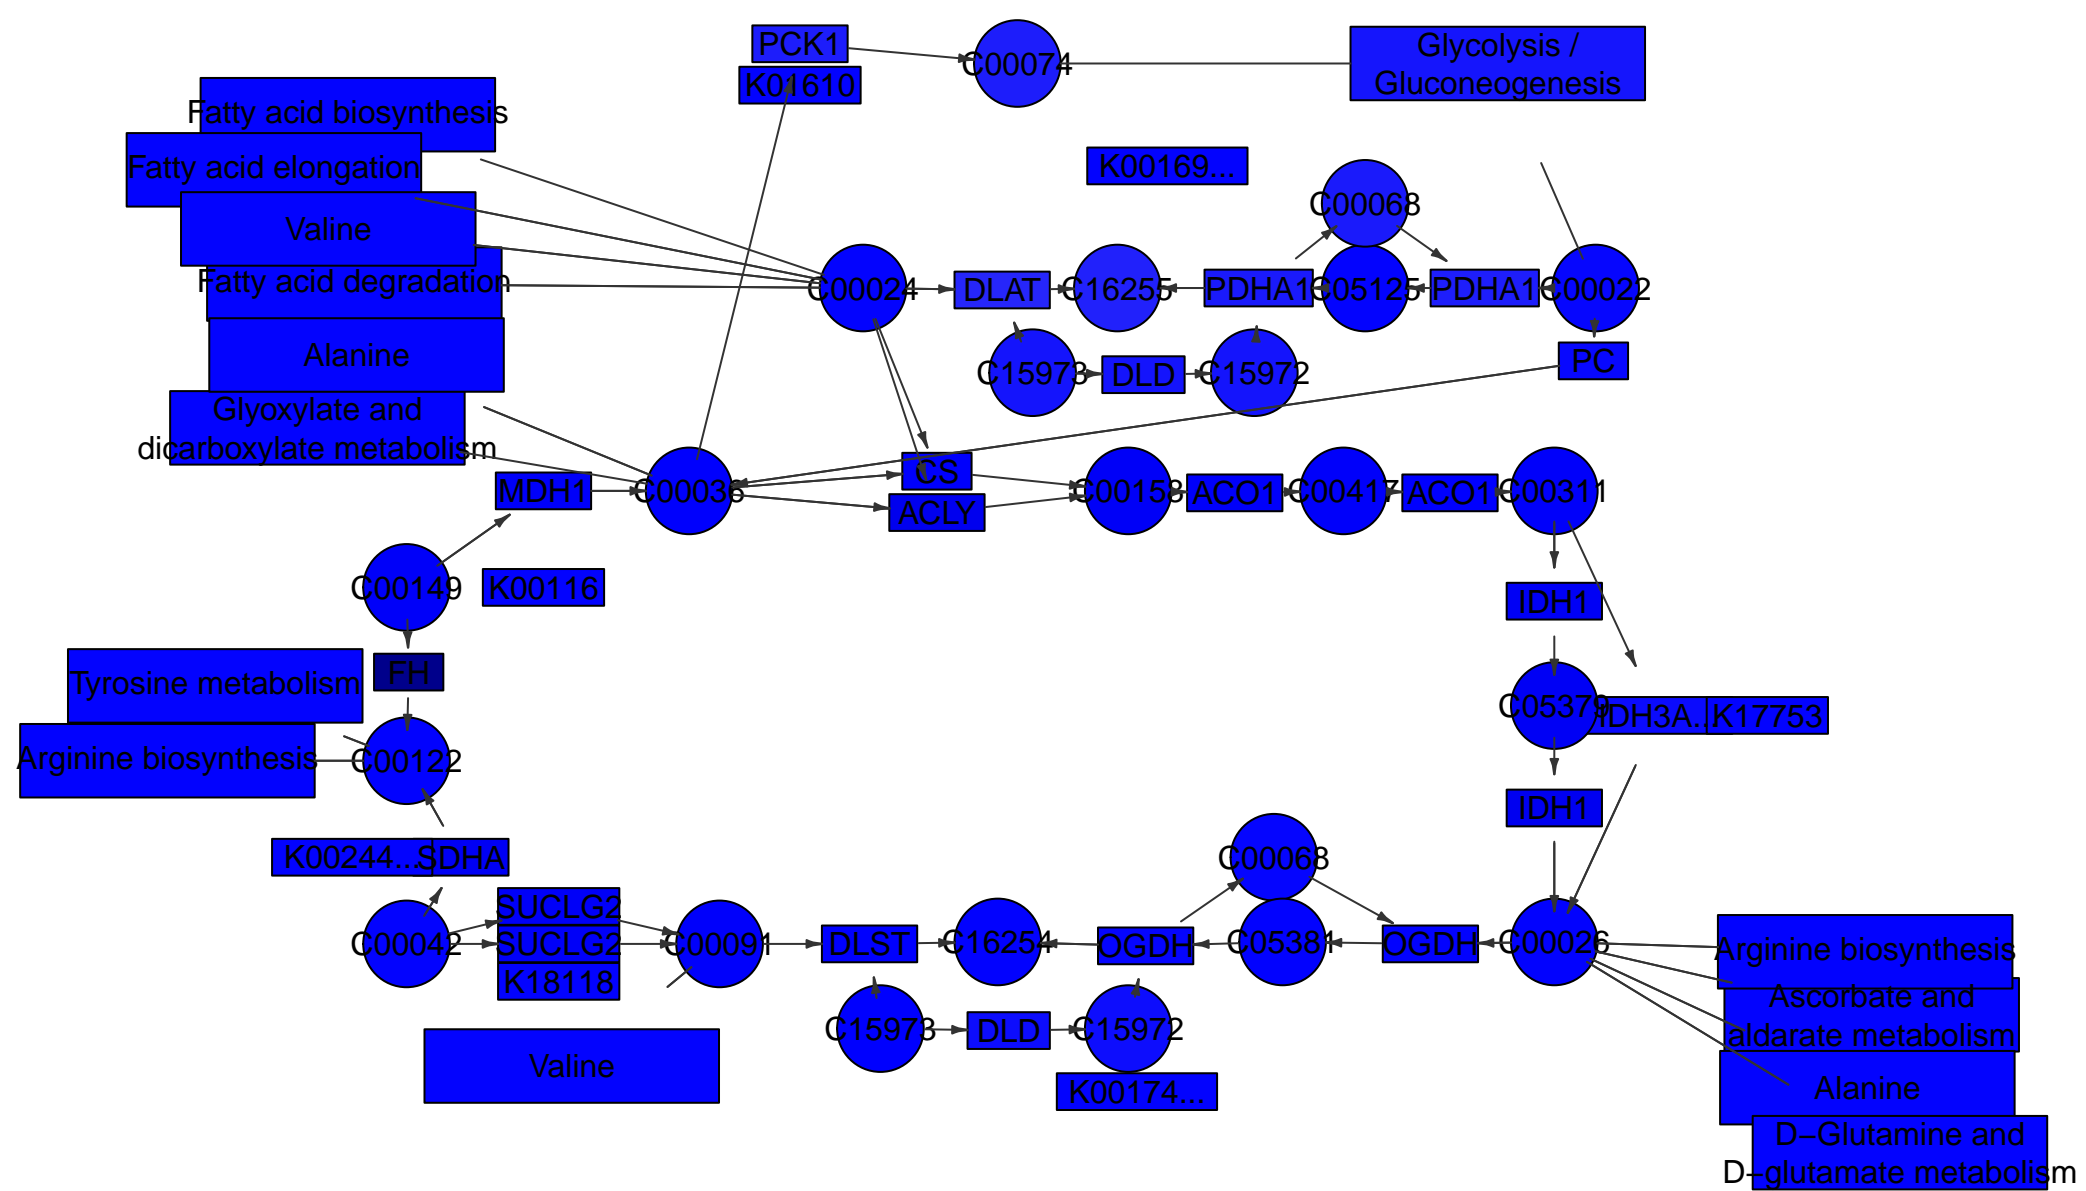 PCK1
K01610
C00074
Glycolysis /
Gluconeogenesis
Fatty acid biosynthesis
Fatty acid elongation
Valine
Fatty acid degradation
Alanine
Glyoxylate and
dicarboxylate metabolism
K00169...
C00068
C00024
DLAT
C16255
PDHA1
C05125
PDHA1
C00022
C15973
DLD
C15972
PC
MDH1
C00036
CS
ACLY
C00158
ACO1
C00417
ACO1
C00311
C00149
K00116
IDH1
Tyrosine metabolism
FH
C05379
IDH3A...
K17753
Arginine biosynthesis
C00122
IDH1
K00244...
SDHA
C00068
C00042
SUCLG2
SUCLG2
K18118
C00091
DLST
C16254
OGDH
C05381
OGDH
C00026
Arginine biosynthesis
Ascorbate and
aldarate metabolism
C15973
DLD
C15972
Valine
K00174...
Alanine
D−Glutamine and
D−glutamate metabolism